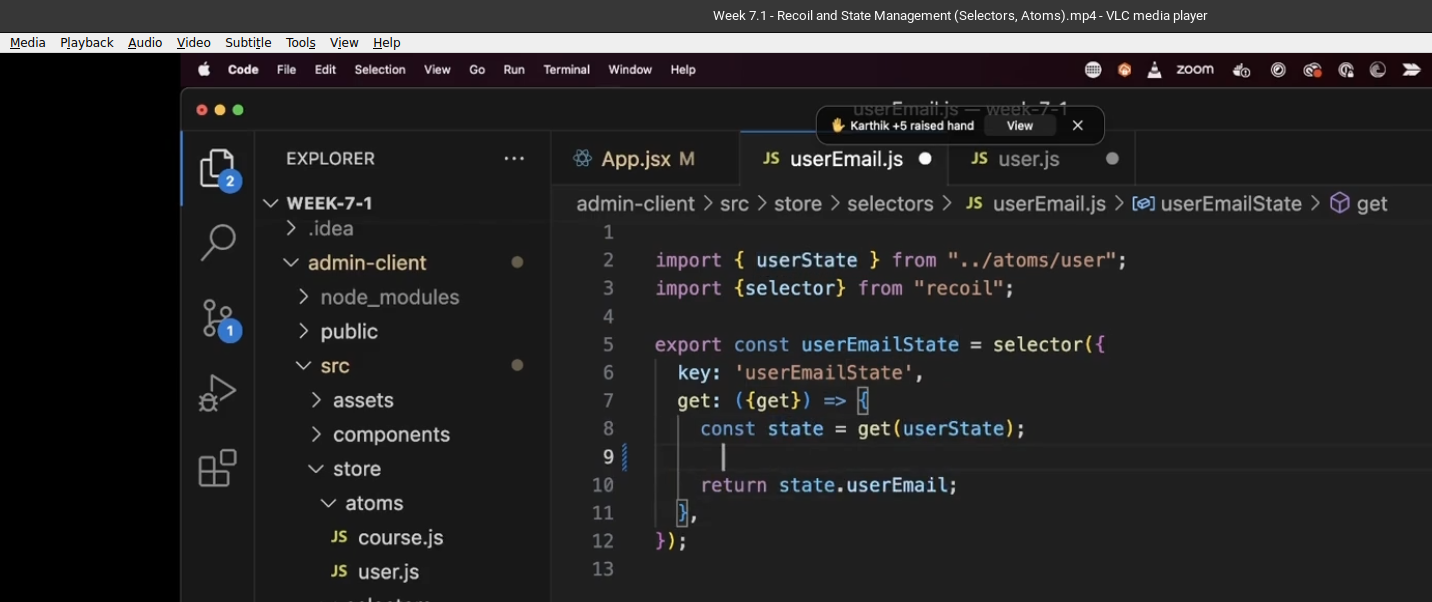 Week 7.1 - Recoil and State Management (Selectors, Atoms).mp4 - VLC media player
Media Playback Audio Video Subtitle Tools View Help
Code File Edit Selection View Go Run Terminal Window Help zoom
userEmail.js — week-7-1
Karthik +5 raised hand View
EXPLORER
App.jsx M
JS userEmail.js
JS user.js
2
WEEK-7-1
admin-client > src > store > selectors > JS userEmail.js > userEmailState > get
.idea
admin-client
node_modules
public
1
src
assets
components
store
atoms
JS course.js
JS user.js
1
2 import { userState } from "../atoms/user";
3 import {selector} from "recoil";
4
5 export const userEmailState = selector({
6 key: 'userEmailState',
7 get: ({get}) => {
8 const state = get(userState);
9
10 return state.userEmail;
11 },
12 });
13